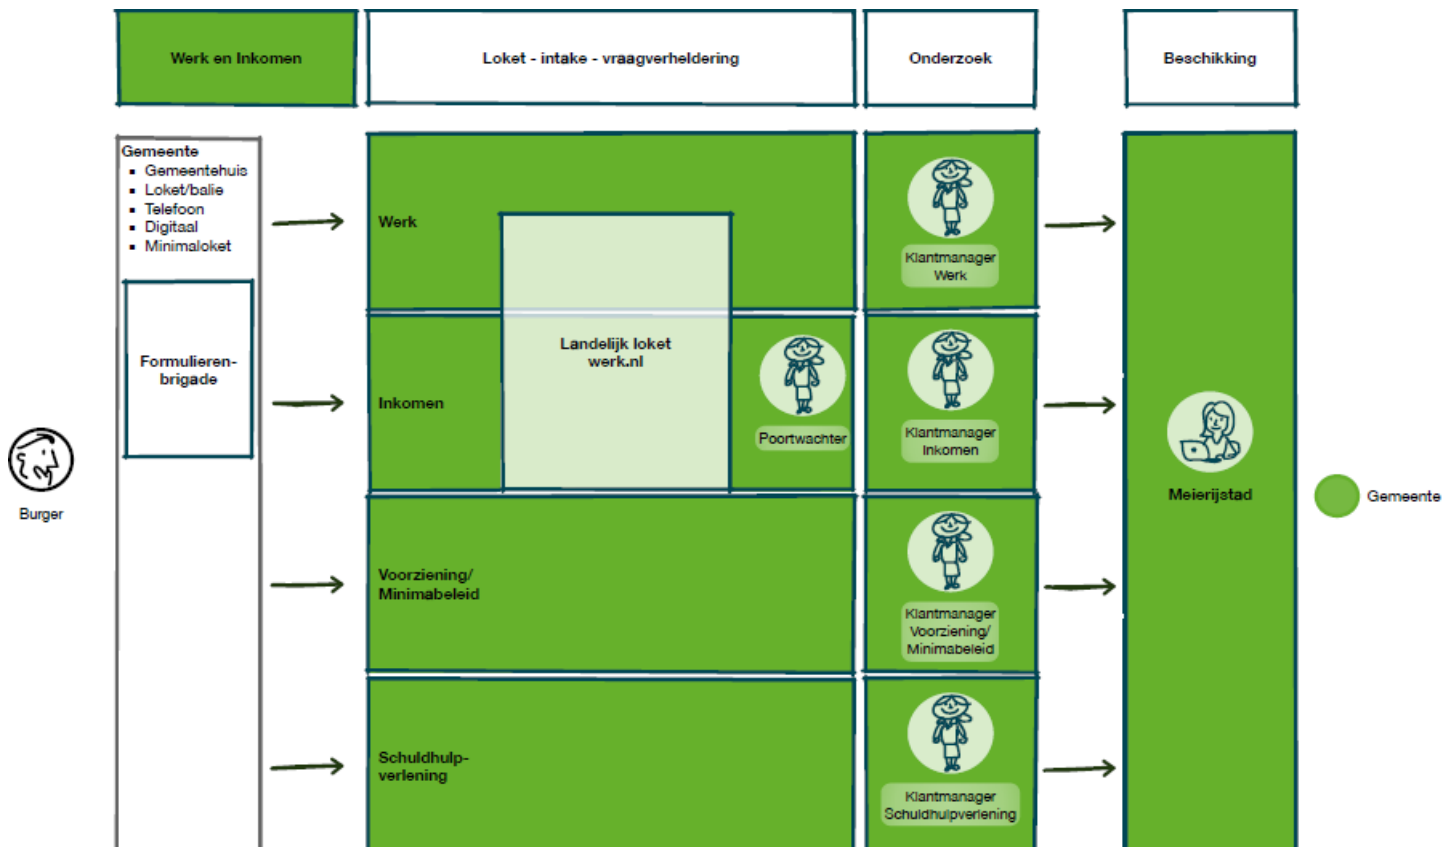 Werk en Inkomen
Loket - intake - vraagverheldering
Onderzoek
Beschikking
Gemeente
▪ Gemeentehuis
▪ Loket/balie
▪ Telefoon
▪ Digitaal
▪ Minimaloket
Formulieren-
brigade
Burger
Werk
Landelijk loket
werk.nl
Inkomen
Poortwachter
Voorziening/
Minimabeleid
Schuldhulp-
verlening
Klantmanager
Werk
Klantmanager
Inkomen
Klantmanager
Voorziening/
Minimabeleid
Klantmanager
Schuldhulpverlening
Meierijstad
Gemeente